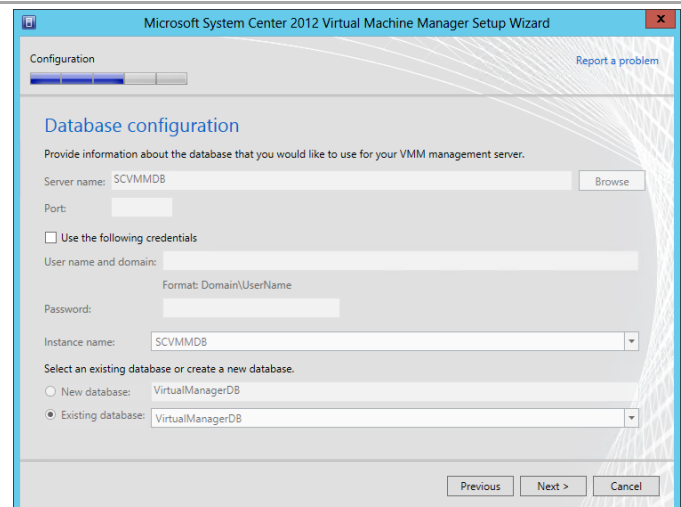 Microsoft System Center 2012 Virtual Machine Manager Setup Wizard
x
Configuration
Report a problem
Database configuration
Provide information about the database that you would like to use for your VMM management server.
Server name: SCVMMDB Browse
Port:
Use the following credentials
User name and domain:
Format: Domain\UserName
Password:
Instance name: SCVMMDB
Select an existing database or create a new database.
New database: VirtualManagerDB
Existing database: VirtualManagerDB
Previous Next > Cancel